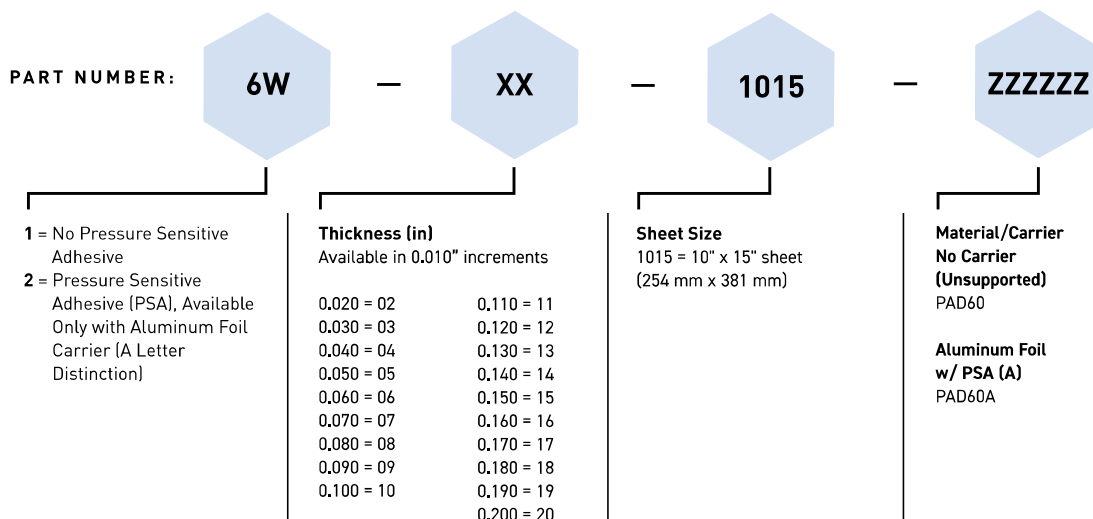 PART NUMBER:
6W
—
XX
—
1015
—
ZZZZZZ
1 = No Pressure Sensitive
Adhesive
2 = Pressure Sensitive
Adhesive (PSA), Available
Only with Aluminum Foil
Carrier (A Letter
Distinction)
Thickness (in)
Available in 0.010" increments
0.020 = 02
0.030 = 03
0.040 = 04
0.050 = 05
0.060 = 06
0.070 = 07
0.080 = 08
0.090 = 09
0.100 = 10
0.110 = 11
0.120 = 12
0.130 = 13
0.140 = 14
0.150 = 15
0.160 = 16
0.170 = 17
0.180 = 18
0.190 = 19
0.200 = 20
Sheet Size
1015 = 10" x 15" sheet
(254 mm x 381 mm)
Material/Carrier
No Carrier
(Unsupported)
PAD60
Aluminum Foil
w/ PSA (A)
PAD60A